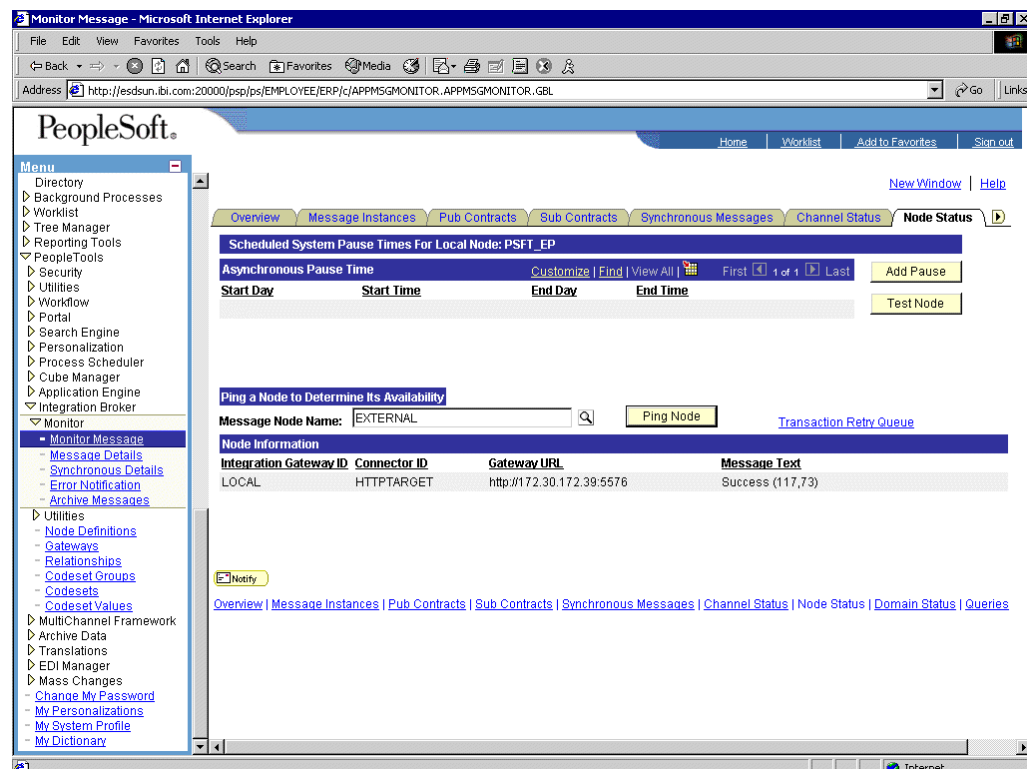 Monitor Message - Microsoft Internet Explorer
File Edit View Favorites Tools Help
Back Search Favorites Media
Address http://esdsun.ibi.com:20000/psp/ps/EMPLOYEE/ERP/c/APPMSGMONITOR.APPMSGMONITOR.GBL Go Links
PeopleSoft®
Home Worklist Add to Favorites Sign out
Menu
Directory
Background Processes
Worklist
Tree Manager
Reporting Tools
PeopleTools
Security
Utilities
Workflow
Portal
Search Engine
Personalization
Process Scheduler
Cube Manager
Application Engine
Integration Broker
Monitor
Monitor Message
Message Details
Synchronous Details
Error Notification
Archive Messages
Utilities
Node Definitions
Gateways
Relationships
Codeset Groups
Codesets
Codeset Values
MultiChannel Framework
Archive Data
Translations
EDI Manager
Mass Changes
Change My Password
My Personalizations
My System Profile
My Dictionary
New Window | Help
Overview Message Instances Pub Contracts Sub Contracts Synchronous Messages Channel Status Node Status
Scheduled System Pause Times For Local Node: PSFT_EP
Asynchronous Pause Time Customize | Find | View All | First 1 of 1 Last
Add Pause
Start Day Start Time End Day End Time
Test Node
Ping a Node to Determine Its Availability
Message Node Name: EXTERNAL Ping Node Transaction Retry Queue
Node Information
Integration Gateway ID Connector ID Gateway URL Message Text
LOCAL HTTPTARGET http://172.30.172.39:5576 Success (117,73)
Notify
Overview | Message Instances | Pub Contracts | Sub Contracts | Synchronous Messages | Channel Status | Node Status | Domain Status | Queries
Internet